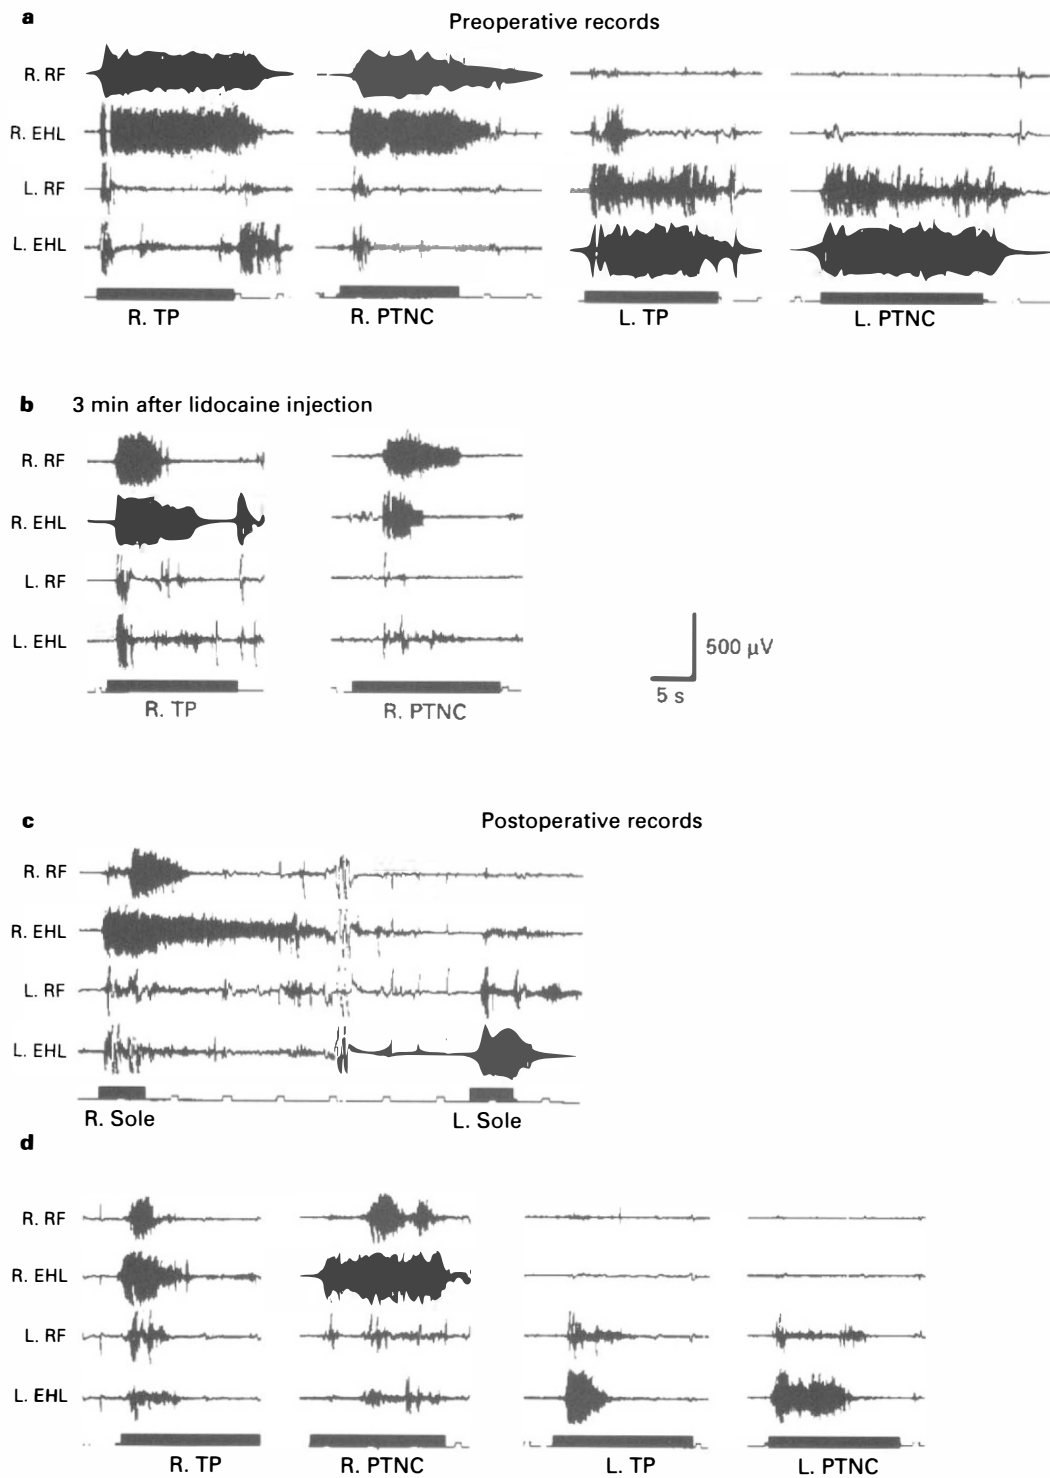 a
Preoperative records
R. RF
R. EHL
L. RF
L. EHL
R. TP
R. PTNC
L. TP
L. PTNC
b 3 min after lidocaine injection
R. RF
R. EHL
L. RF
L. EHL
R. TP
R. PTNC
500 µV
5 s
c
Postoperative records
R. RF
R. EHL
L. RF
L. EHL
R. Sole
L. Sole
d
R. RF
R. EHL
L. RF
L. EHL
R. TP
R. PTNC
L. TP
L. PTNC